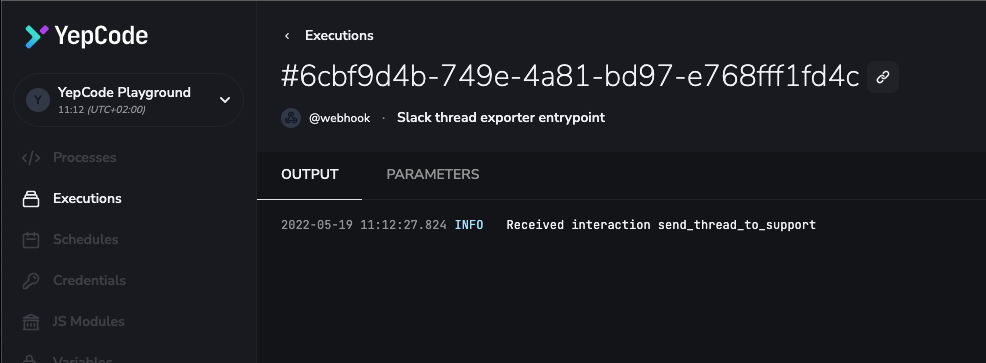 YepCode
Y
YepCode Playground
11:12 (UTC+02:00)
Processes
Executions
Schedules
Credentials
JS Modules
Variables
‹ Executions
#6cbf9d4b-749e-4a81-bd97-e768fff1fd4c
@webhook · Slack thread exporter entrypoint
OUTPUT PARAMETERS
2022-05-19 11:12:27.824 INFO Received interaction send_thread_to_support